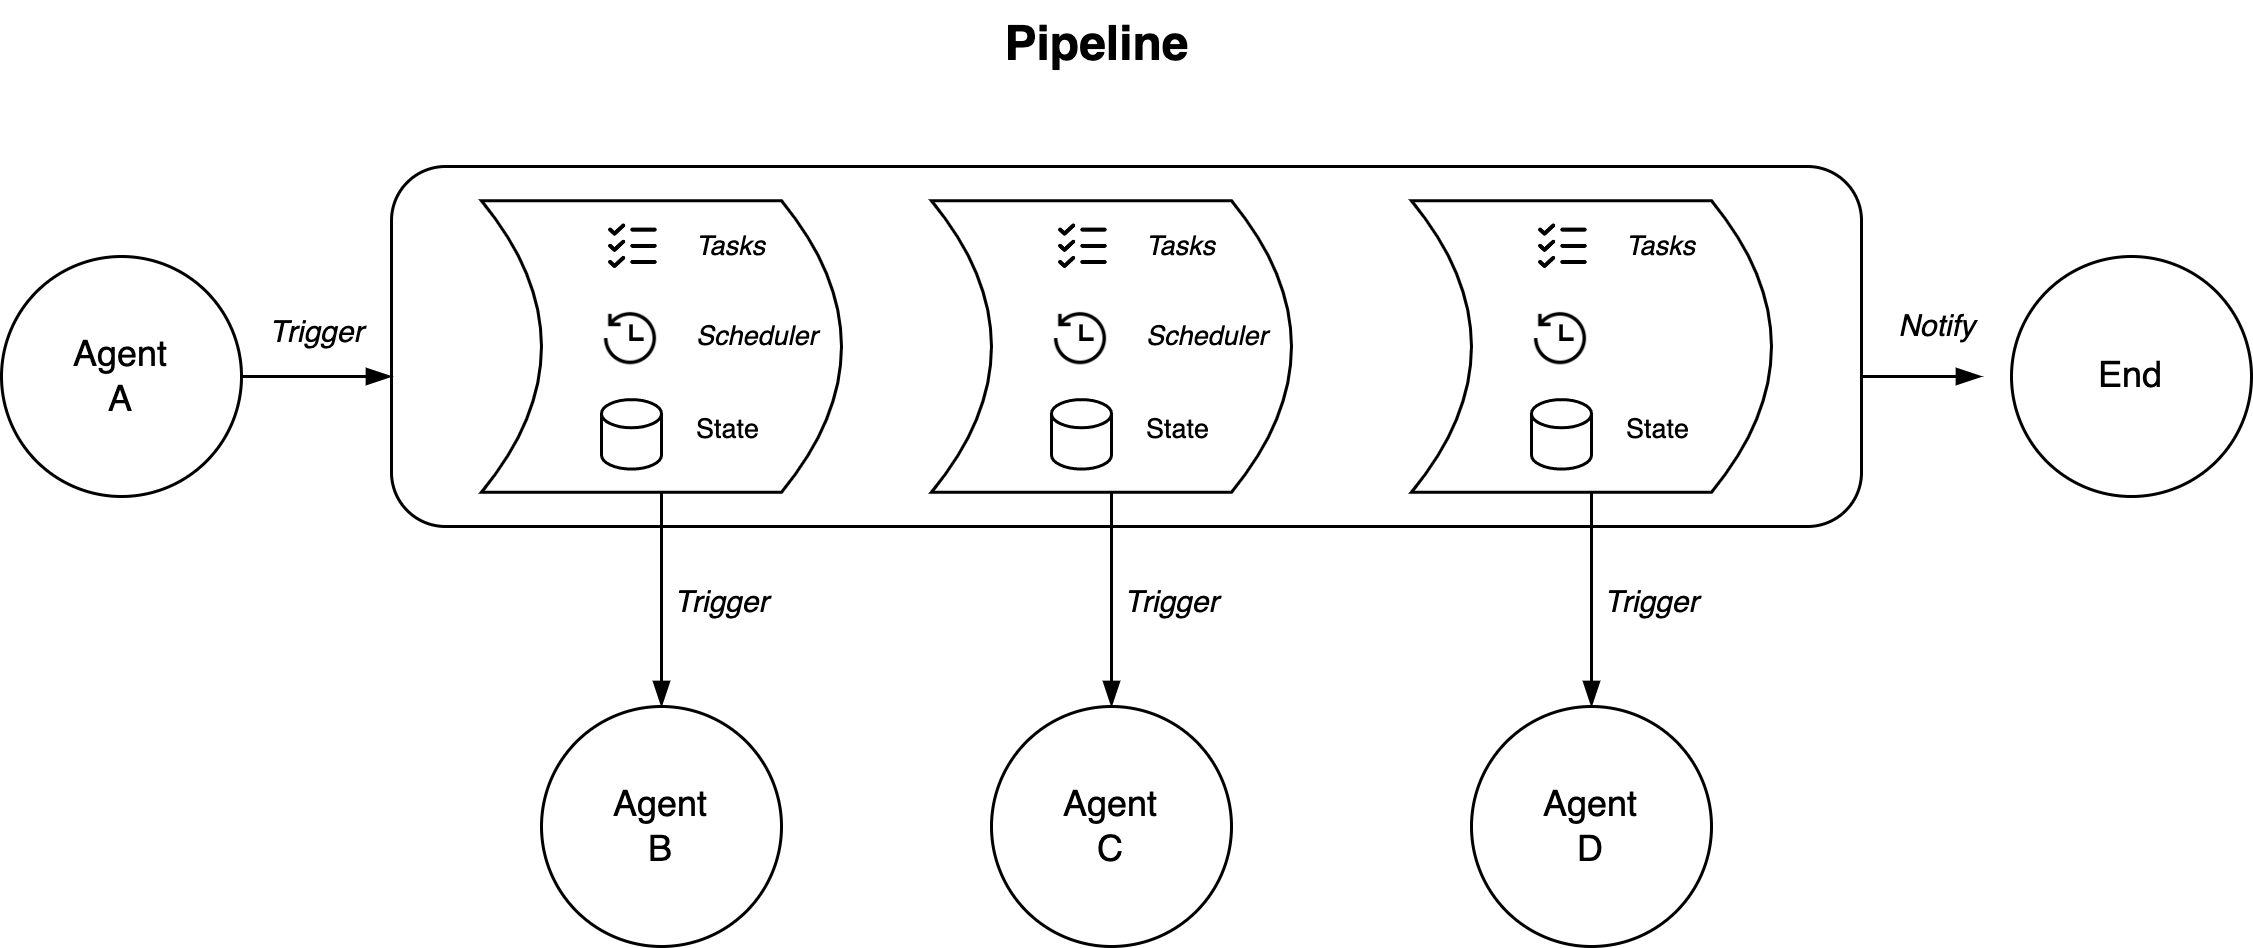 Pipeline
Agent
A
Trigger
Tasks
Scheduler
State
Tasks
Scheduler
State
Tasks
State
Notify
End
Trigger
Trigger
Trigger
Agent
B
Agent
C
Agent
D